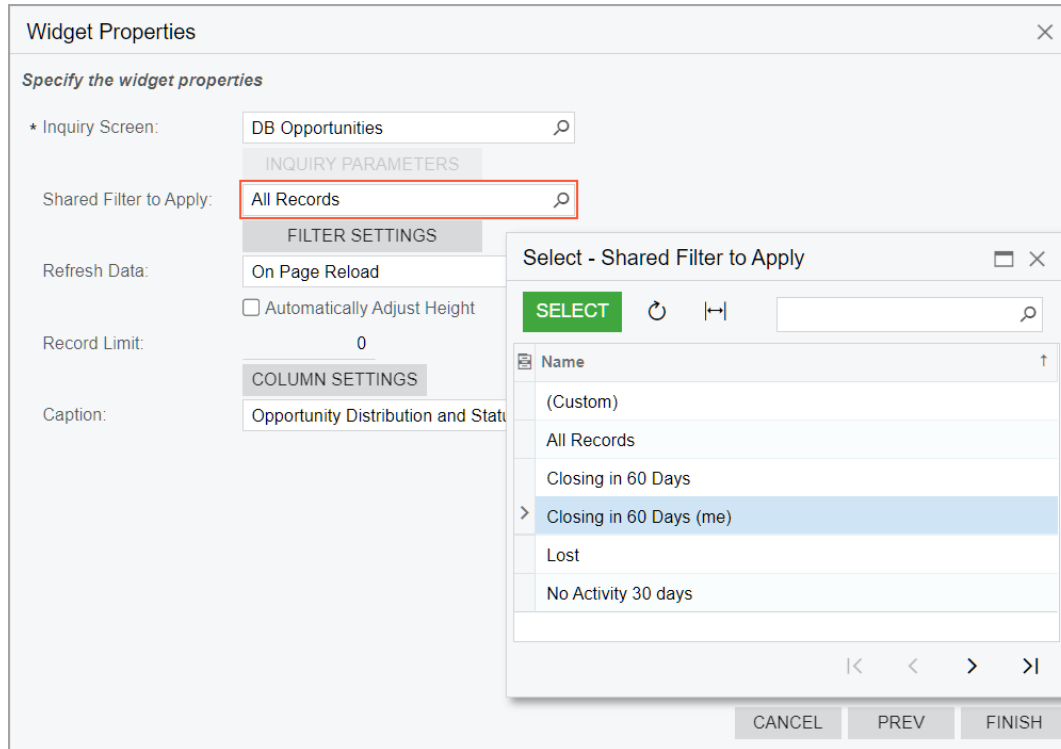 Widget Properties
Specify the widget properties
* Inquiry Screen: DB Opportunities
INQUIRY PARAMETERS
Shared Filter to Apply: All Records
FILTER SETTINGS
Refresh Data: On Page Reload
Automatically Adjust Height
Record Limit: 0
COLUMN SETTINGS
Caption: Opportunity Distribution and
Select - Shared Filter to Apply
SELECT
Name
(Custom)
All Records
Closing in 60 Days
Closing in 60 Days (me)
Lost
No Activity 30 days
CANCEL PREV FINISH